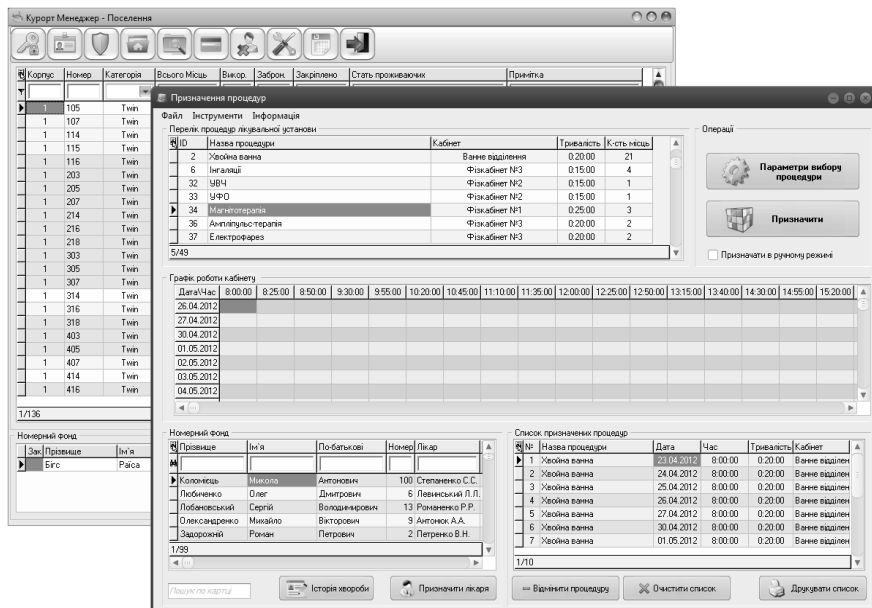 Курорт Менеджер - Поселення
Корпус Номер Категорія Всього Місць Викор. Заброн. Закріплено Стать проживаючих Примітка
1 105 Twin
1 107 Twin
1 114 Twin
1 115 Twin
1 116 Twin
1 203 Twin
1 205 Twin
1 207 Twin
1 214 Twin
1 216 Twin
1 218 Twin
1 303 Twin
1 305 Twin
1 307 Twin
1 314 Twin
1 316 Twin
1 318 Twin
1 403 Twin
1 405 Twin
1 407 Twin
1 414 Twin
1 416 Twin
1/136
Номерний фонд
Зак Прізвище Ім'я
Бігс Раїса
Призначення процедур
Файл Інструменти Інформація
Перелік процедур лікувальної установи
ID Назва процедури Кабінет Тривалість К-сть місць
2 Хвойна ванна Ванне відділення 0:20:00 21
6 Інгаляції Фізкабінет №3 0:15:00 4
32 УВЧ Фізкабінет №2 0:15:00 1
33 УФО Фізкабінет №2 0:15:00 1
34 Магнітотерапія Фізкабінет №1 0:25:00 3
36 Ампліпульс-терапія Фізкабінет №3 0:20:00 2
37 Електрофарез Фізкабінет №3 0:20:00 2
5/49
Операції
Параметри вибору процедури
Призначити
Призначати в ручному режимі
Графік роботи кабінету
Дата\Час 8:00:00 8:25:00 8:50:00 9:30:00 9:55:00 10:20:00 10:45:00 11:10:00 11:35:00 12:00:00 12:25:00 12:50:00 13:15:00 13:40:00 14:30:00 14:55:00 15:20:00
26.04.2012
27.04.2012
30.04.2012
01.05.2012
02.05.2012
03.05.2012
04.05.2012
Номерний фонд
Прізвище Ім'я По-батькові Номер Лікар
Коломієць Микола Антонович 100 Степаненко С.С.
Любиченко Олег Дмитрович 6 Левинський Л.Л.
Лобановський Сергій Володимирович 13 Романенко Р.Р.
Олександренко Михайло Вікторович 9 Антонюк А.А.
Задорожній Роман Петрович 2 Петренко В.Н.
1/99
Пошук по картці
Історія хвороби
Призначити лікаря
Список призначених процедур
№ Назва процедури Дата Час Тривалість Кабінет
1 Хвойна ванна 23.04.2012 8:00:00 0:20:00 Ванне відділен
2 Хвойна ванна 24.04.2012 8:00:00 0:20:00 Ванне відділен
3 Хвойна ванна 25.04.2012 8:00:00 0:20:00 Ванне відділен
4 Хвойна ванна 26.04.2012 8:00:00 0:20:00 Ванне відділен
5 Хвойна ванна 27.04.2012 8:00:00 0:20:00 Ванне відділен
6 Хвойна ванна 30.04.2012 8:00:00 0:20:00 Ванне відділен
7 Хвойна ванна 01.05.2012 8:00:00 0:20:00 Ванне відділен
1/10
Відмінити процедуру
Очистити список
Друкувати список